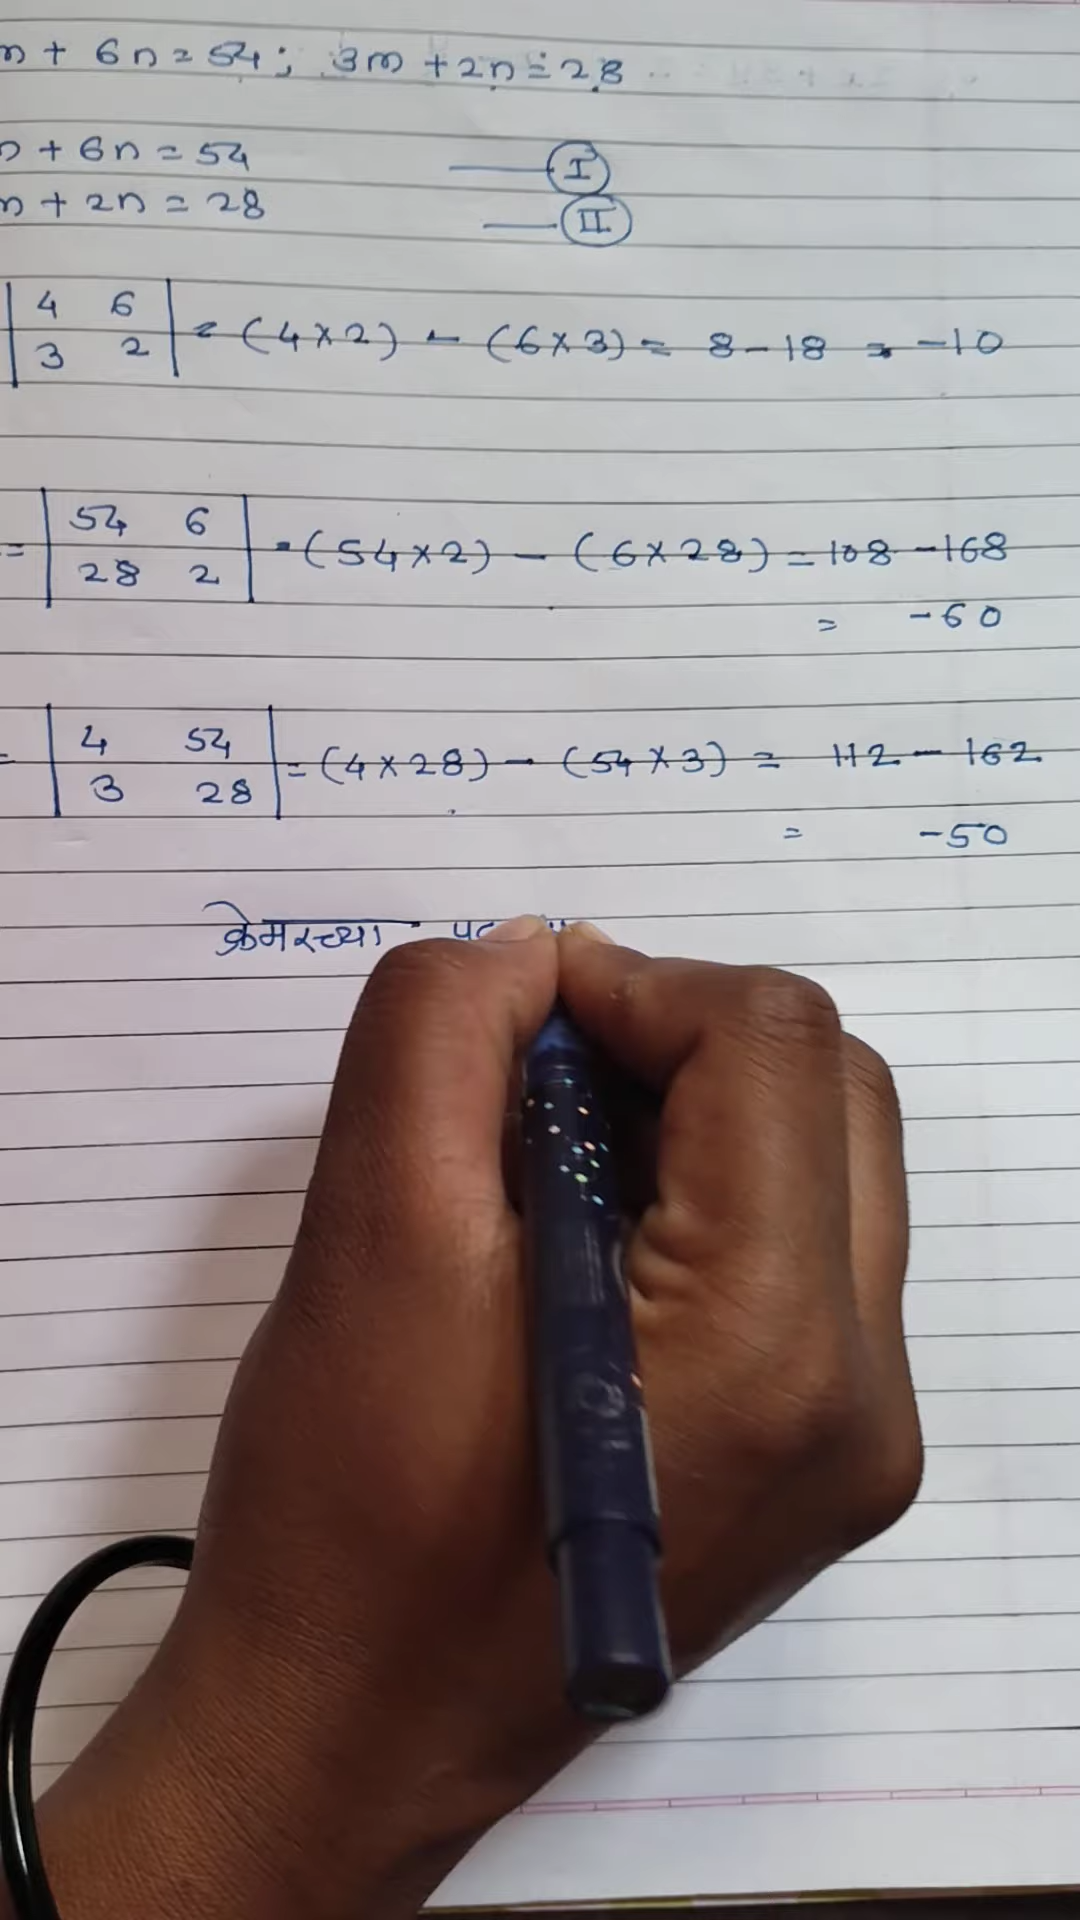 m + 6n = 54 ; 3m + 2n = 28
n + 6n = 54 —— I
n + 2n = 28 —— II
| 4 6 |
| 3 2 | = (4×2) - (6×3) = 8 - 18 = -10
= | 54 6 |
| 28 2 | = (54×2) - (6×28) = 108 - 168
= -60
= | 4 54 |
| 3 28 | = (4×28) - (54×3) = 112 - 162
= -50
क्रेमरच्या